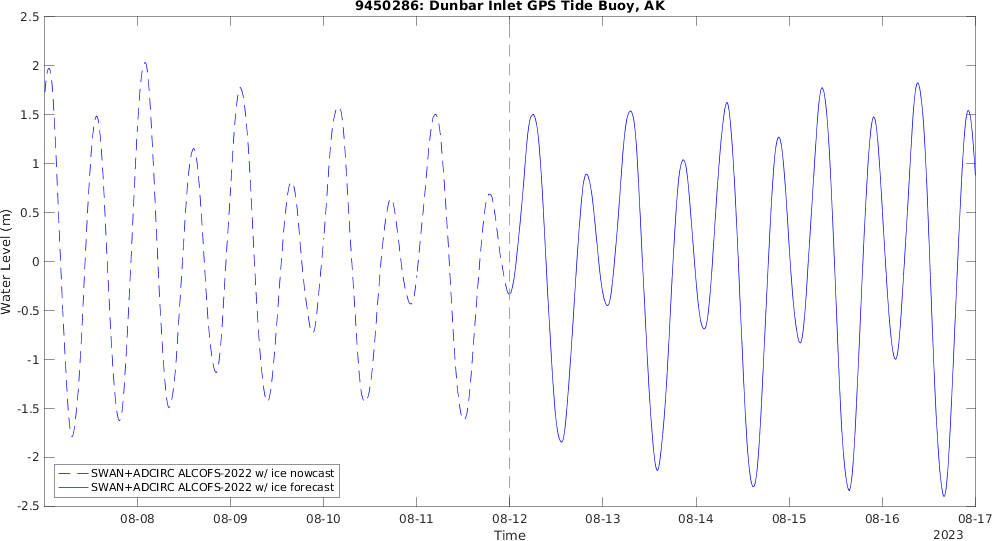 9450286: Dunbar Inlet GPS Tide Buoy, AK
2.5
2
1.5
1
0.5
0
-0.5
-1
-1.5
-2
-2.5
Water Level (m)
SWAN+ADCIRC ALCOFS-2022 w/ ice nowcast
SWAN+ADCIRC ALCOFS-2022 w/ ice forecast
08-08 08-09 08-10 08-11 08-12 08-13 08-14 08-15 08-16 08-17
Time
2023